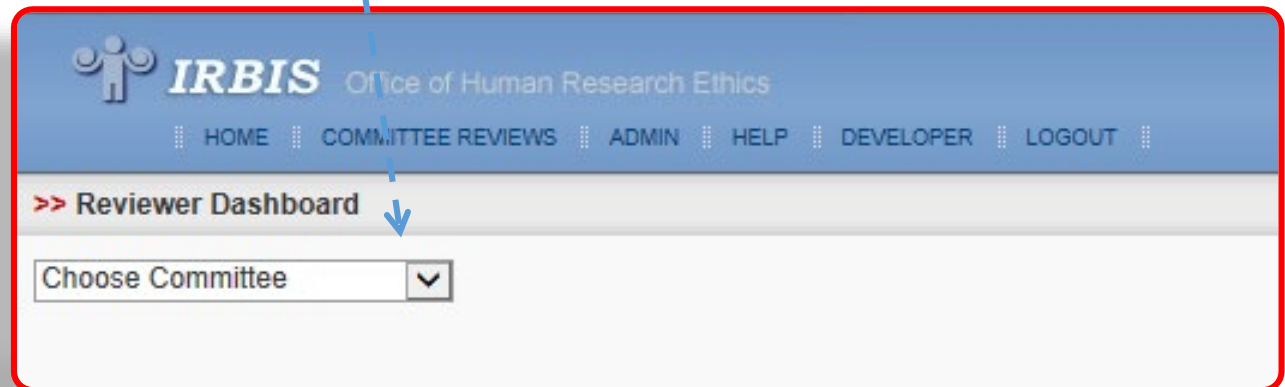 IRBIS Office of Human Research Ethics
HOME COMMITTEE REVIEWS ADMIN HELP DEVELOPER LOGOUT
>> Reviewer Dashboard
Choose Committee